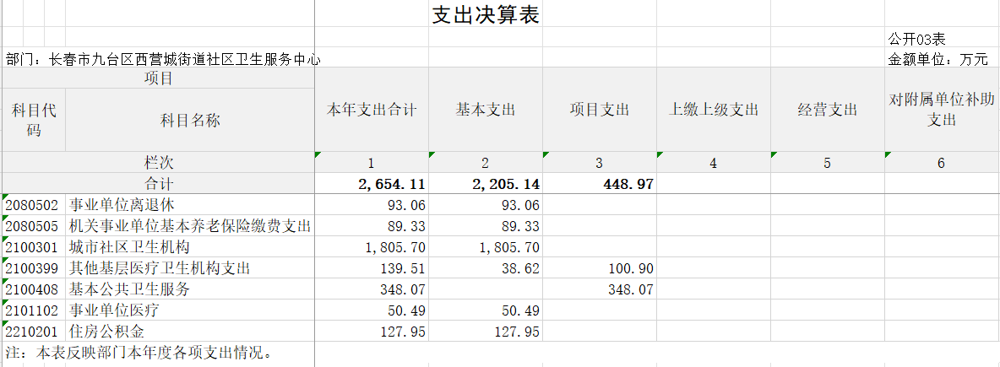 支出决算表
公开03表
部门：长春市九台区西营城街道社区卫生服务中心 金额单位：万元
项目 本年支出合计 基本支出 项目支出 上缴上级支出 经营支出 对附属单位补助支出
科目代码 科目名称
栏次 1 2 3 4 5 6
合计 2,654.11 2,205.14 448.97
2080502 事业单位离退休 93.06 93.06
2080505 机关事业单位基本养老保险缴费支出 89.33 89.33
2100301 城市社区卫生机构 1,805.70 1,805.70
2100399 其他基层医疗卫生机构支出 139.51 38.62 100.90
2100408 基本公共卫生服务 348.07 348.07
2101102 事业单位医疗 50.49 50.49
2210201 住房公积金 127.95 127.95
注：本表反映部门本年度各项支出情况。